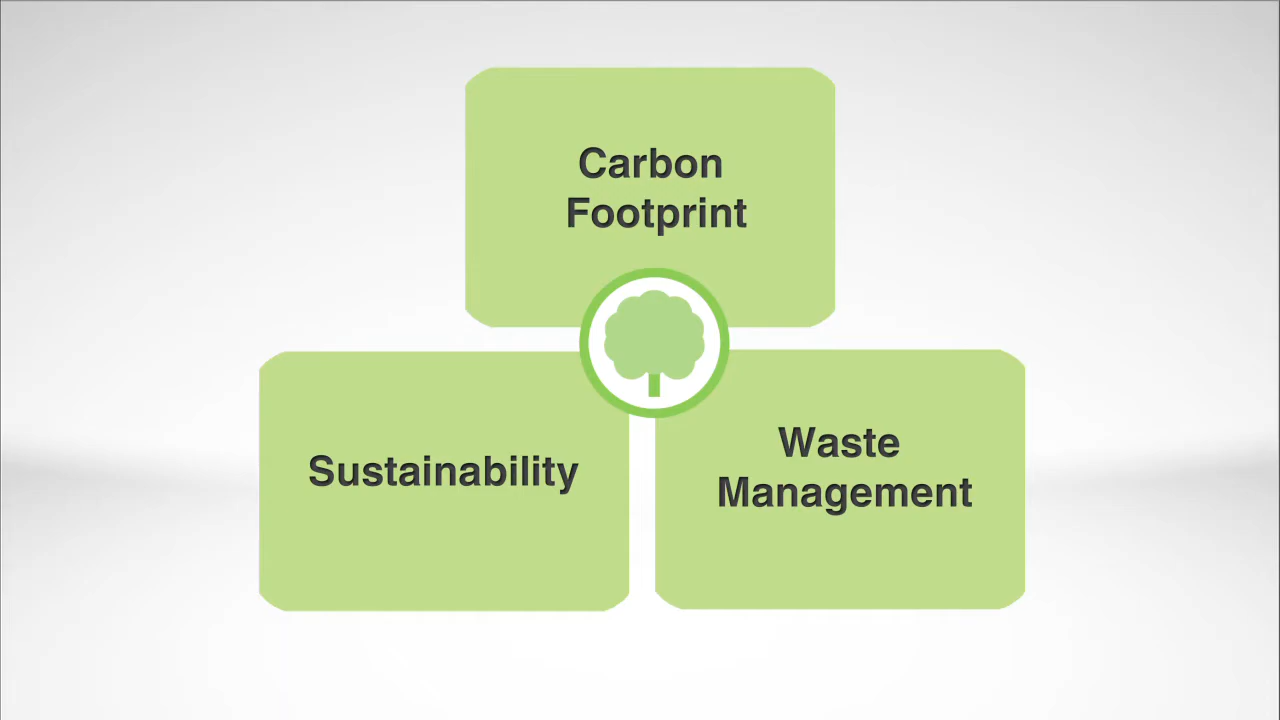 Carbon
Footprint
Sustainability
Waste
Management